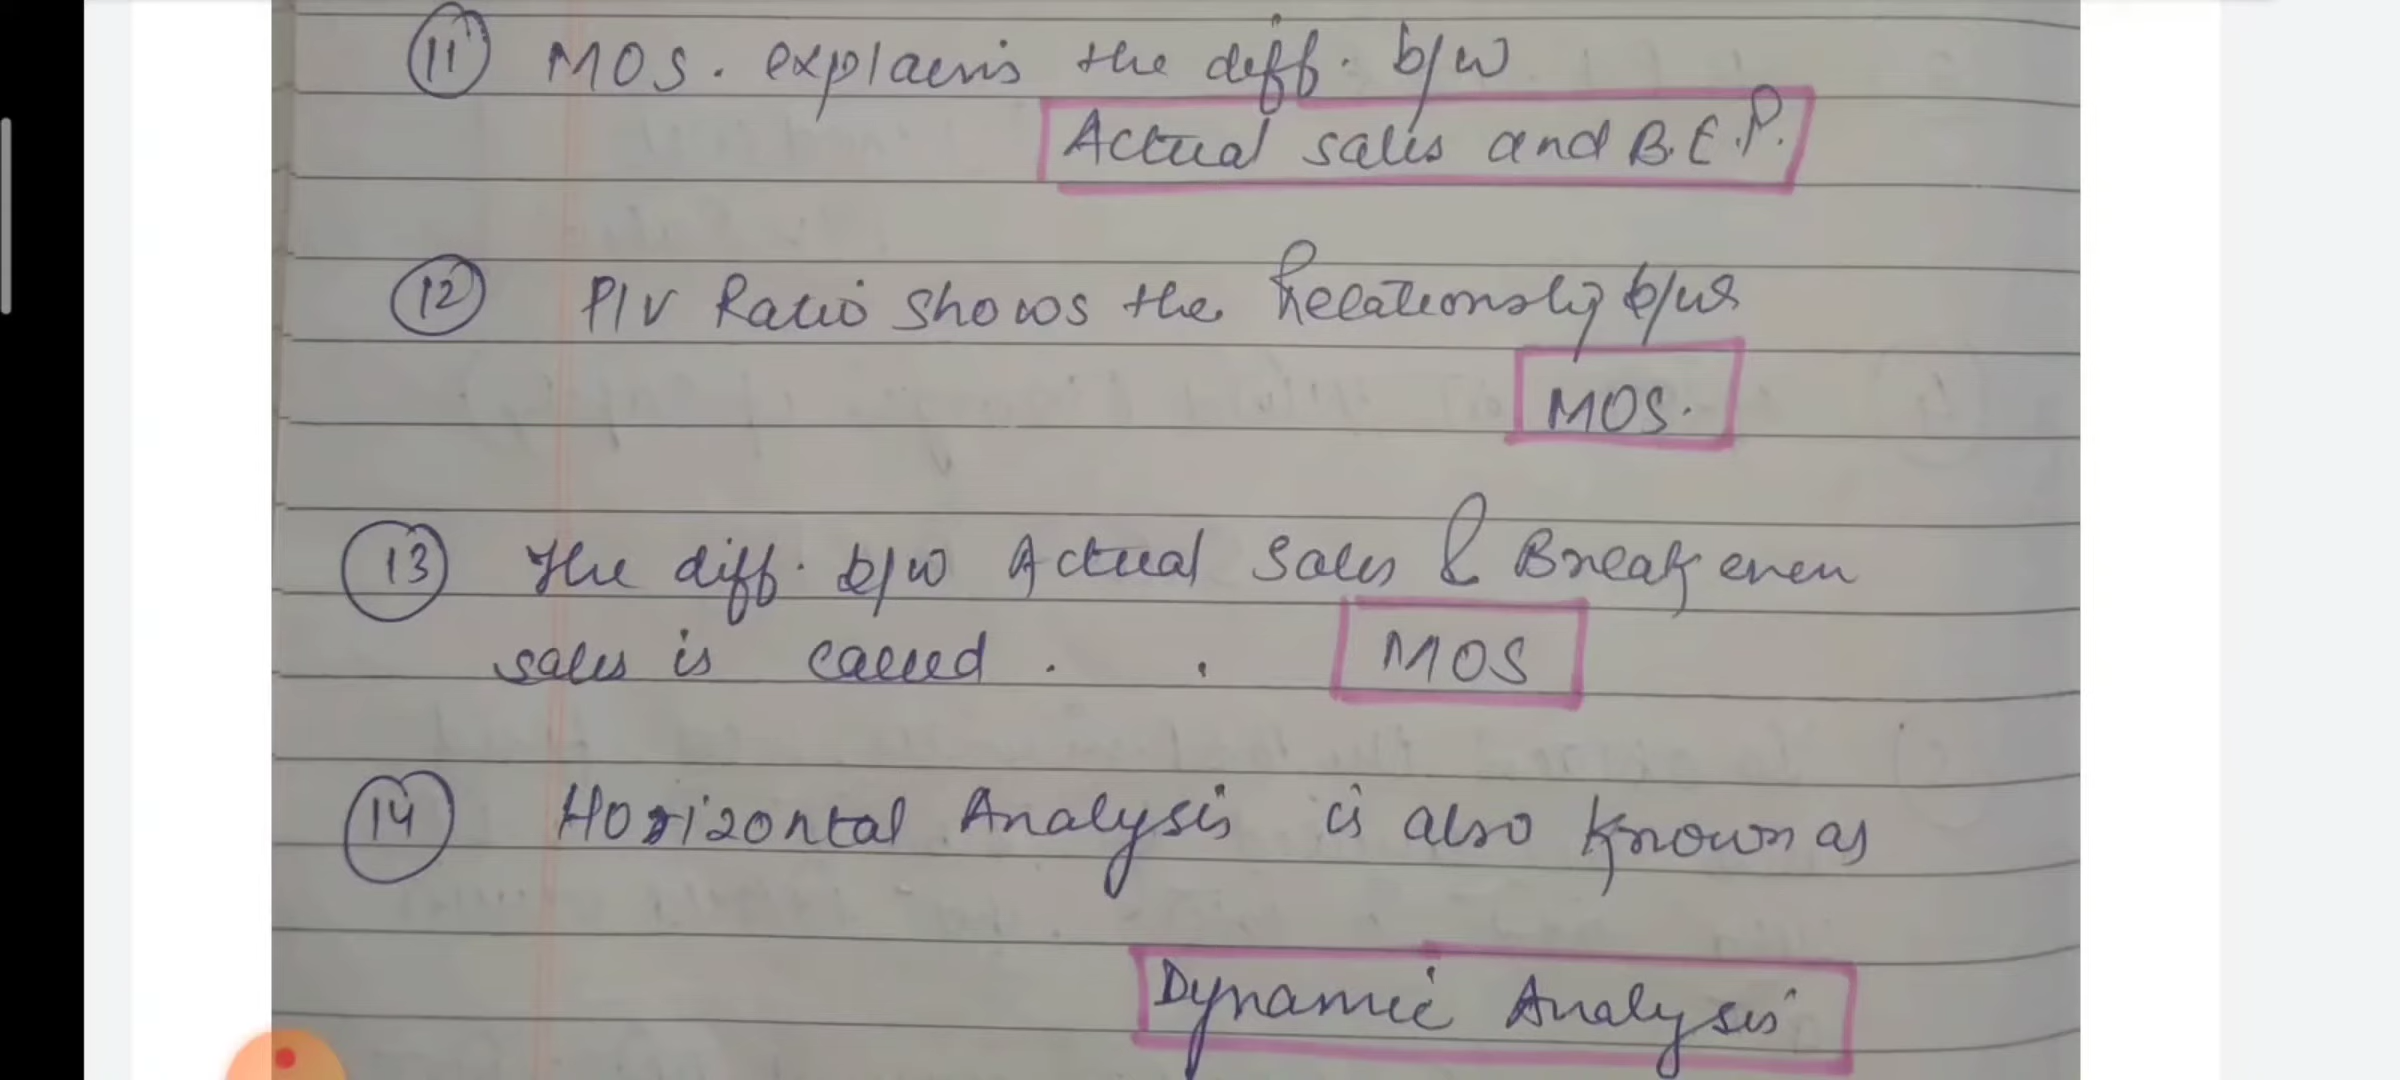 11 MOS. explains the diff. b/w
Actual sales and B.E.P.
12 P/V Ratio shows the Relationship b/w
MOS.
13 The diff. b/w Actual Sales & Break even
sales is called . .
MOS
14 Horizontal Analysis is also known as
Dynamic Analysis